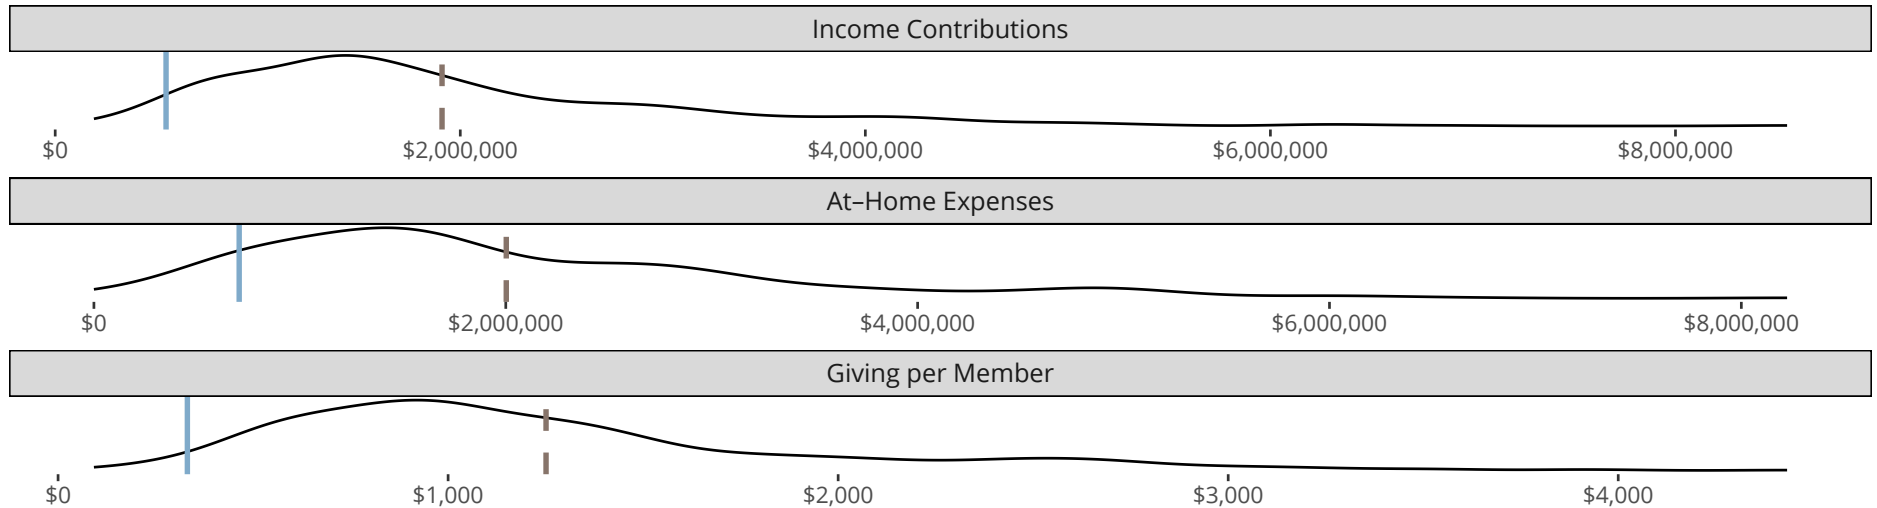 Income Contributions
$0 $2,000,000 $4,000,000 $6,000,000 $8,000,000
At–Home Expenses
$0 $2,000,000 $4,000,000 $6,000,000 $8,000,000
Giving per Member
$0 $1,000 $2,000 $3,000 $4,000